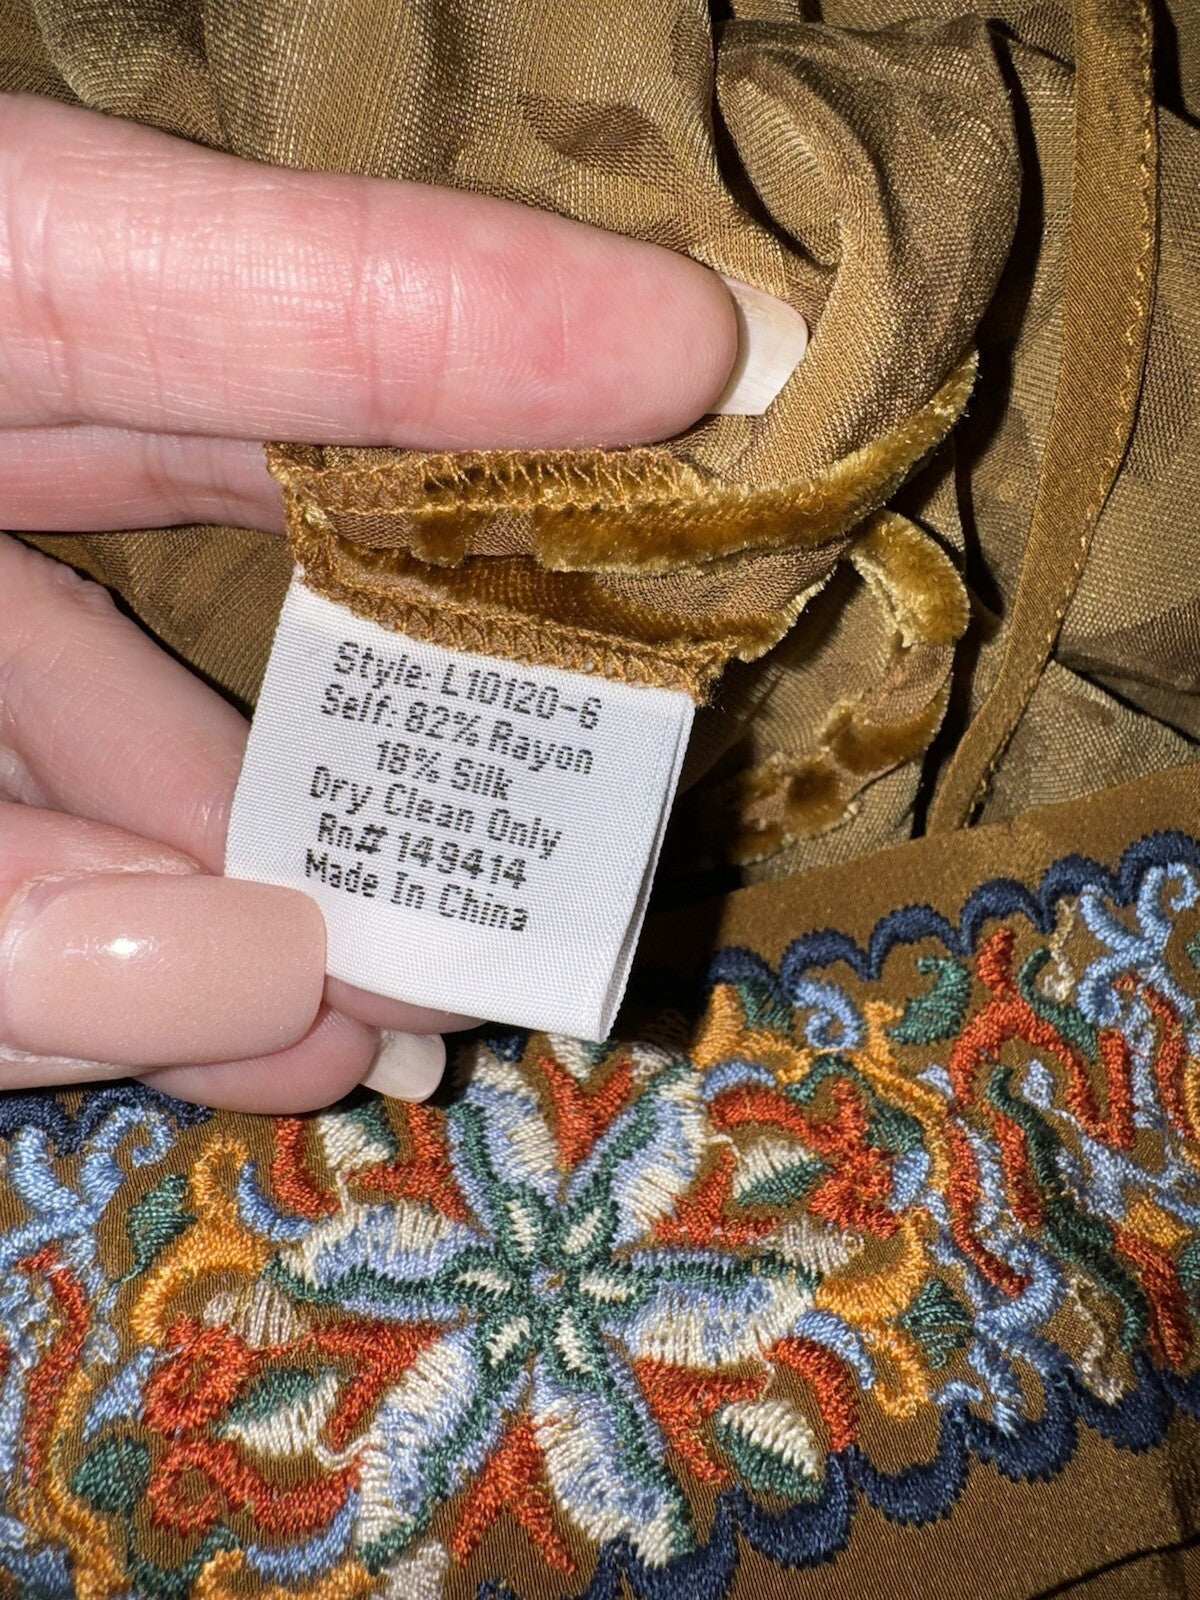 Style: L10120-6
Self: 82% Rayon
18% Silk
Dry Clean Only
Rn# 149414
Made In China